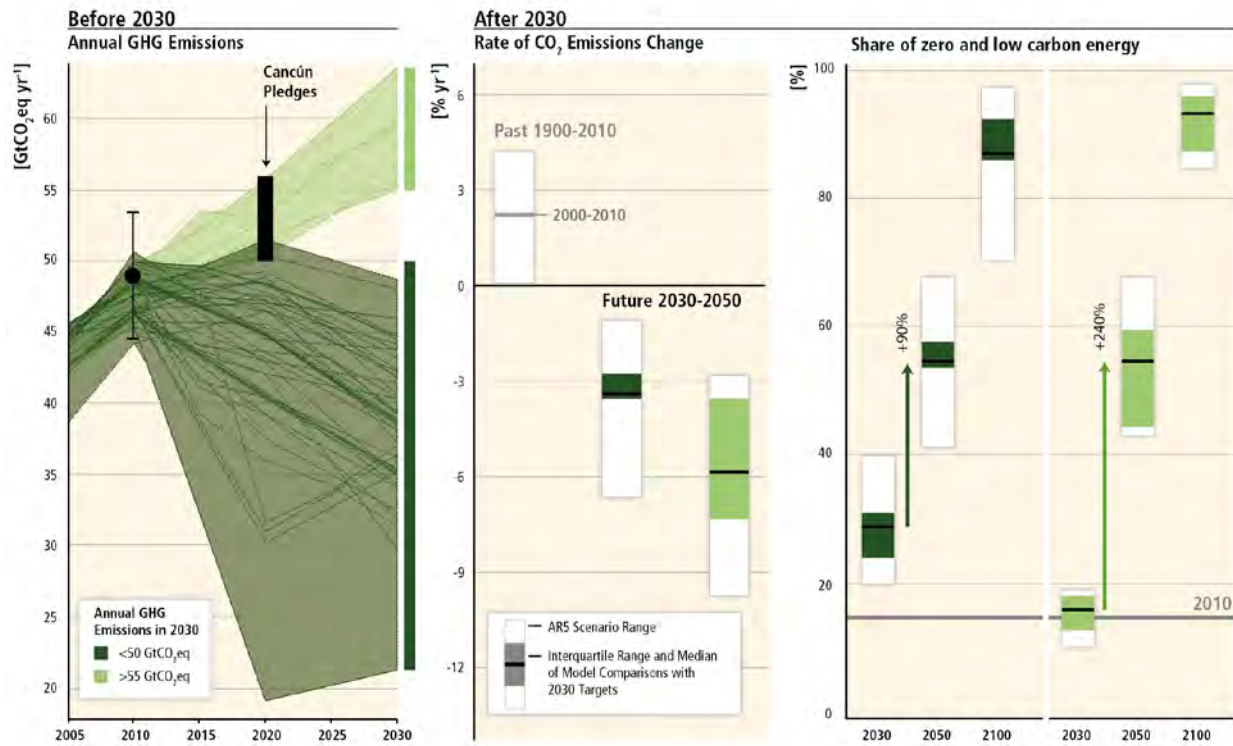 Before 2030
Annual GHG Emissions
[GtCO2eq yr-1]
60
55
50
45
40
35
30
25
20
2005
2010
2020
2030
Cancún
Pledges
Annual GHG
Emissions in 2030
<50 GtCO2eq
>55 GtCO2eq
After 2030
Rate of CO2 Emissions Change
[% yr-1]
6
3
0
-3
-6
-9
-12
Past 1900-2010
2000-2010
Future 2030-2050
AR5 Scenario Range
Interquartile Range and Median
of Model Comparisons with
2030 Targets
Share of zero and low carbon energy
[%]
100
80
60
40
20
0
+90%
+240%
2010
2030
2050
2100
2030
2050
2100